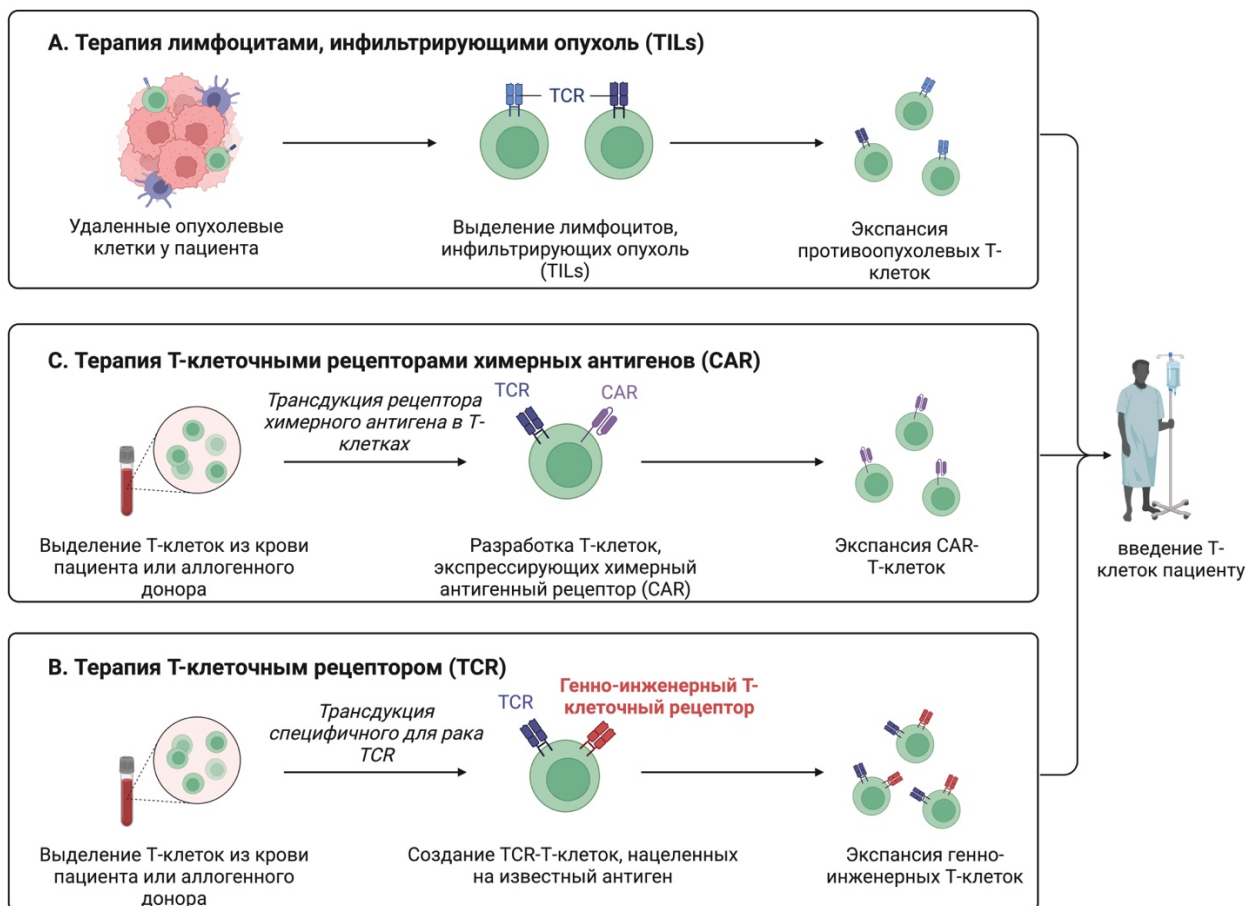 A. Терапия лимфоцитами, инфильтрирующими опухоль (TILs)
TCR
Удаленные опухолевые
клетки у пациента
Выделение лимфоцитов,
инфильтрирующих опухоль
(TILs)
Экспансия
противоопухолевых Т-
клеток
C. Терапия Т-клеточными рецепторами химерных антигенов (CAR)
Трансдукция рецептора
химерного антигена в Т-
клетках
TCR
CAR
Выделение Т-клеток из крови
пациента или аллогенного
донора
Разработка Т-клеток,
экспрессирующих химерный
антигенный рецептор (CAR)
Экспансия CAR-
Т-клеток
введение Т-
клеток пациенту
B. Терапия Т-клеточным рецептором (TCR)
Трансдукция
специфичного для рака
TCR
TCR
Генно-инженерный Т-
клеточный рецептор
Выделение Т-клеток из крови
пациента или аллогенного
донора
Создание TCR-Т-клеток, нацеленных
на известный антиген
Экспансия генно-
инженерных Т-клеток